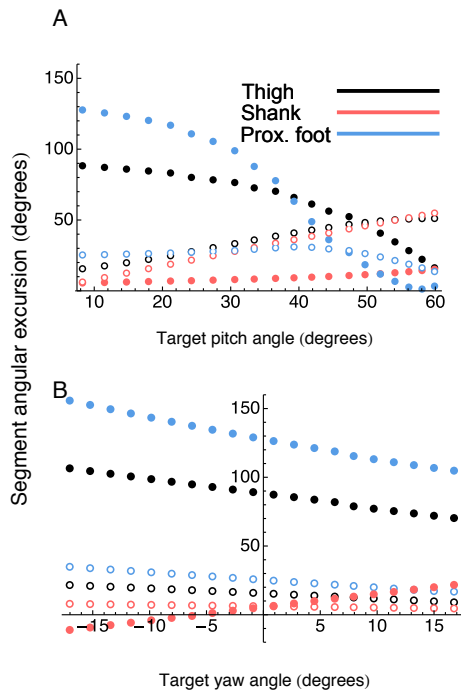 A
Segment angular excursion (degrees)
150
100
50
Thigh
Shank
Prox. foot
10 20 30 40 50 60
Target pitch angle (degrees)
B
150
100
50
-15 -10 -5 5 10 15
Target yaw angle (degrees)